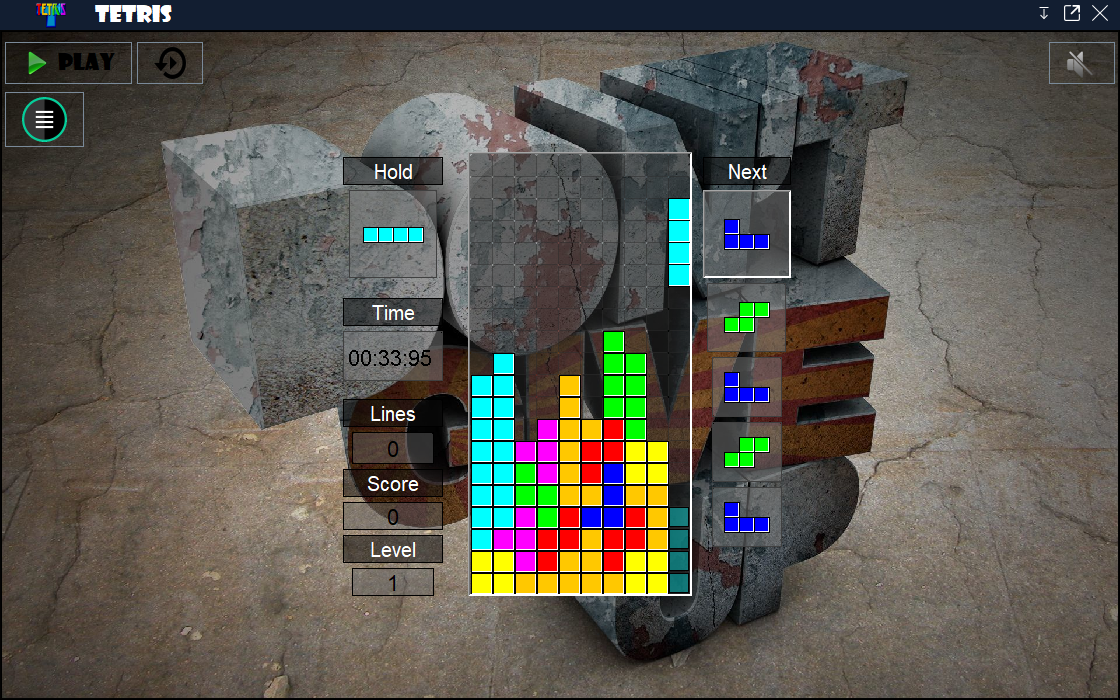 TETRIS
TETRIS
PLAY
Hold
Next
Time
00:33:95
Lines
0
Score
0
Level
1